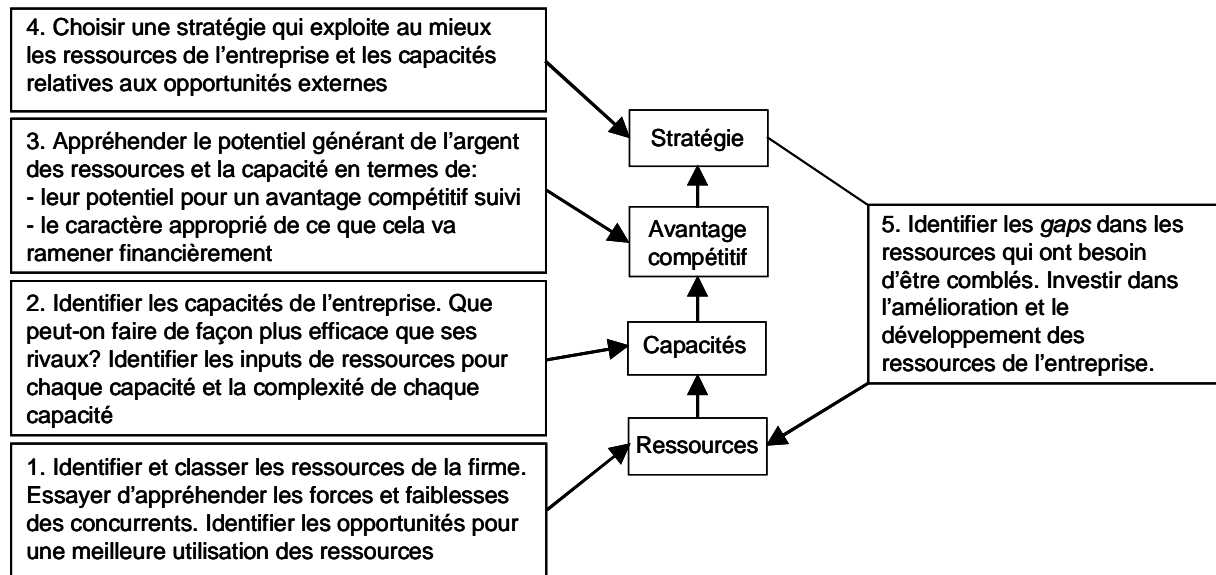 4. Choisir une stratégie qui exploite au mieux
les ressources de l’entreprise et les capacités
relatives aux opportunités externes
3. Appréhender le potentiel générant de l’argent
des ressources et la capacité en termes de:
- leur potentiel pour un avantage compétitif suivi
- le caractère approprié de ce que cela va
ramener financièrement
2. Identifier les capacités de l’entreprise. Que
peut-on faire de façon plus efficace que ses
rivaux? Identifier les inputs de ressources pour
chaque capacité et la complexité de chaque
capacité
1. Identifier et classer les ressources de la firme.
Essayer d’appréhender les forces et faiblesses
des concurrents. Identifier les opportunités pour
une meilleure utilisation des ressources
Stratégie
Avantage
compétitif
Capacités
Ressources
5. Identifier les gaps dans les
ressources qui ont besoin
d’être comblés. Investir dans
l’amélioration et le
développement des
ressources de l’entreprise.